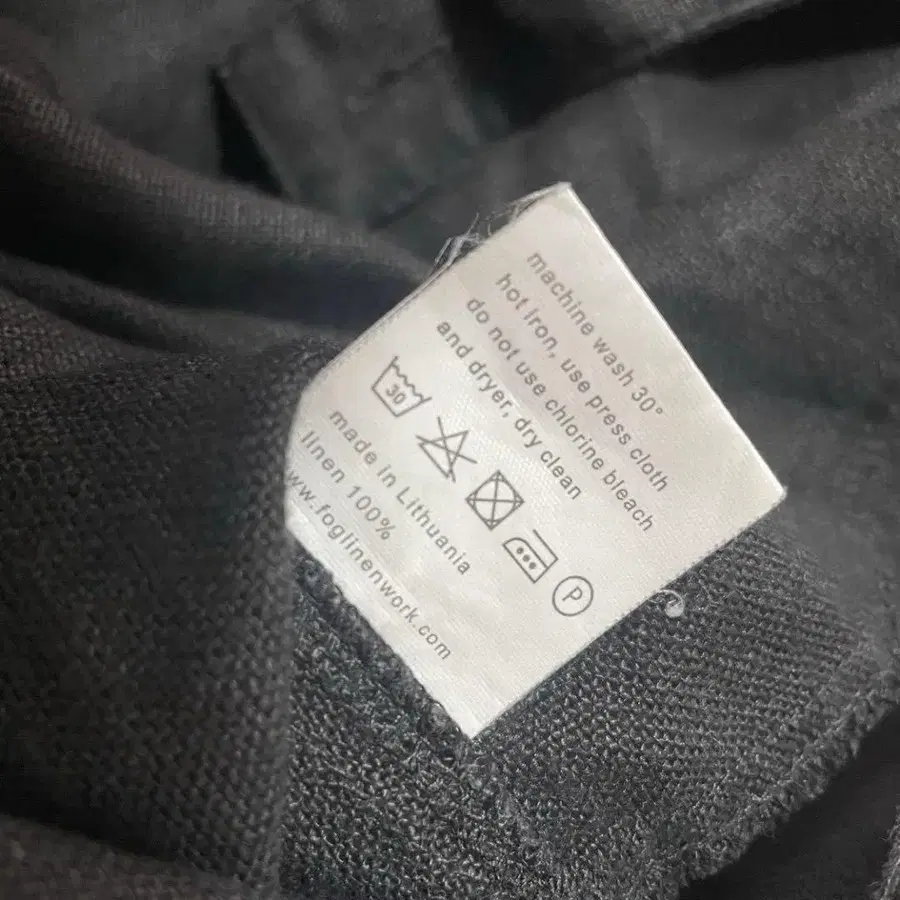 machine wash 30°
hot iron, use press cloth
do not use chlorine bleach
and dryer, dry clean
30
P
made in Lithuania
linen 100%
ww.foglinenwork.com